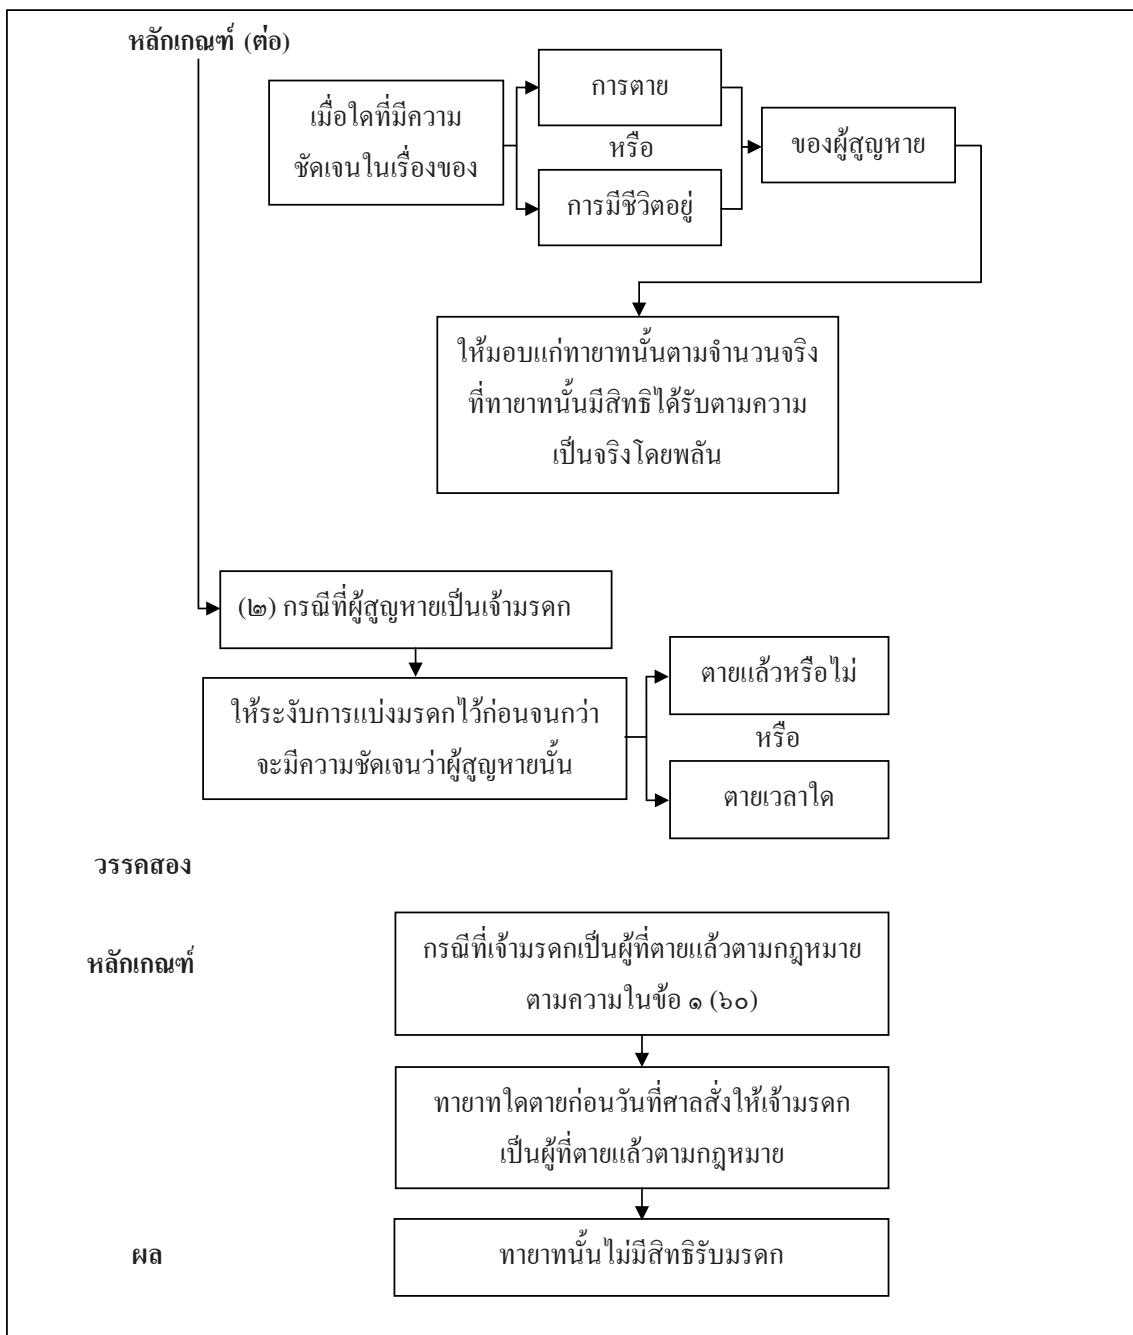 หลักเกณฑ์ (ต่อ)
เมื่อใดที่มีความ
ชัดเจนในเรื่องของ
การตาย
หรือ
การมีชีวิตอยู่
ของผู้สูญหาย
ให้มอบแก่ทายาทนั้นตามจำนวนจริง
ที่ทายาทนั้นมีสิทธิได้รับตามความ
เป็นจริงโดยพลัน
(๒) กรณีที่ผู้สูญหายเป็นเจ้ามรดก
ให้ระงับการแบ่งมรดกไว้ก่อนจนกว่า
จะมีความชัดเจนว่าผู้สูญหายนั้น
ตายแล้วหรือไม่
หรือ
ตายเวลาใด
วรรคสอง
หลักเกณฑ์
กรณีที่เจ้ามรดกเป็นผู้ที่ตายแล้วตามกฎหมาย
ตามความในข้อ ๑ (๖๐)
ทายาทใดตายก่อนวันที่ศาลสั่งให้เจ้ามรดก
เป็นผู้ที่ตายแล้วตามกฎหมาย
ผล
ทายาทนั้นไม่มีสิทธิรับมรดก